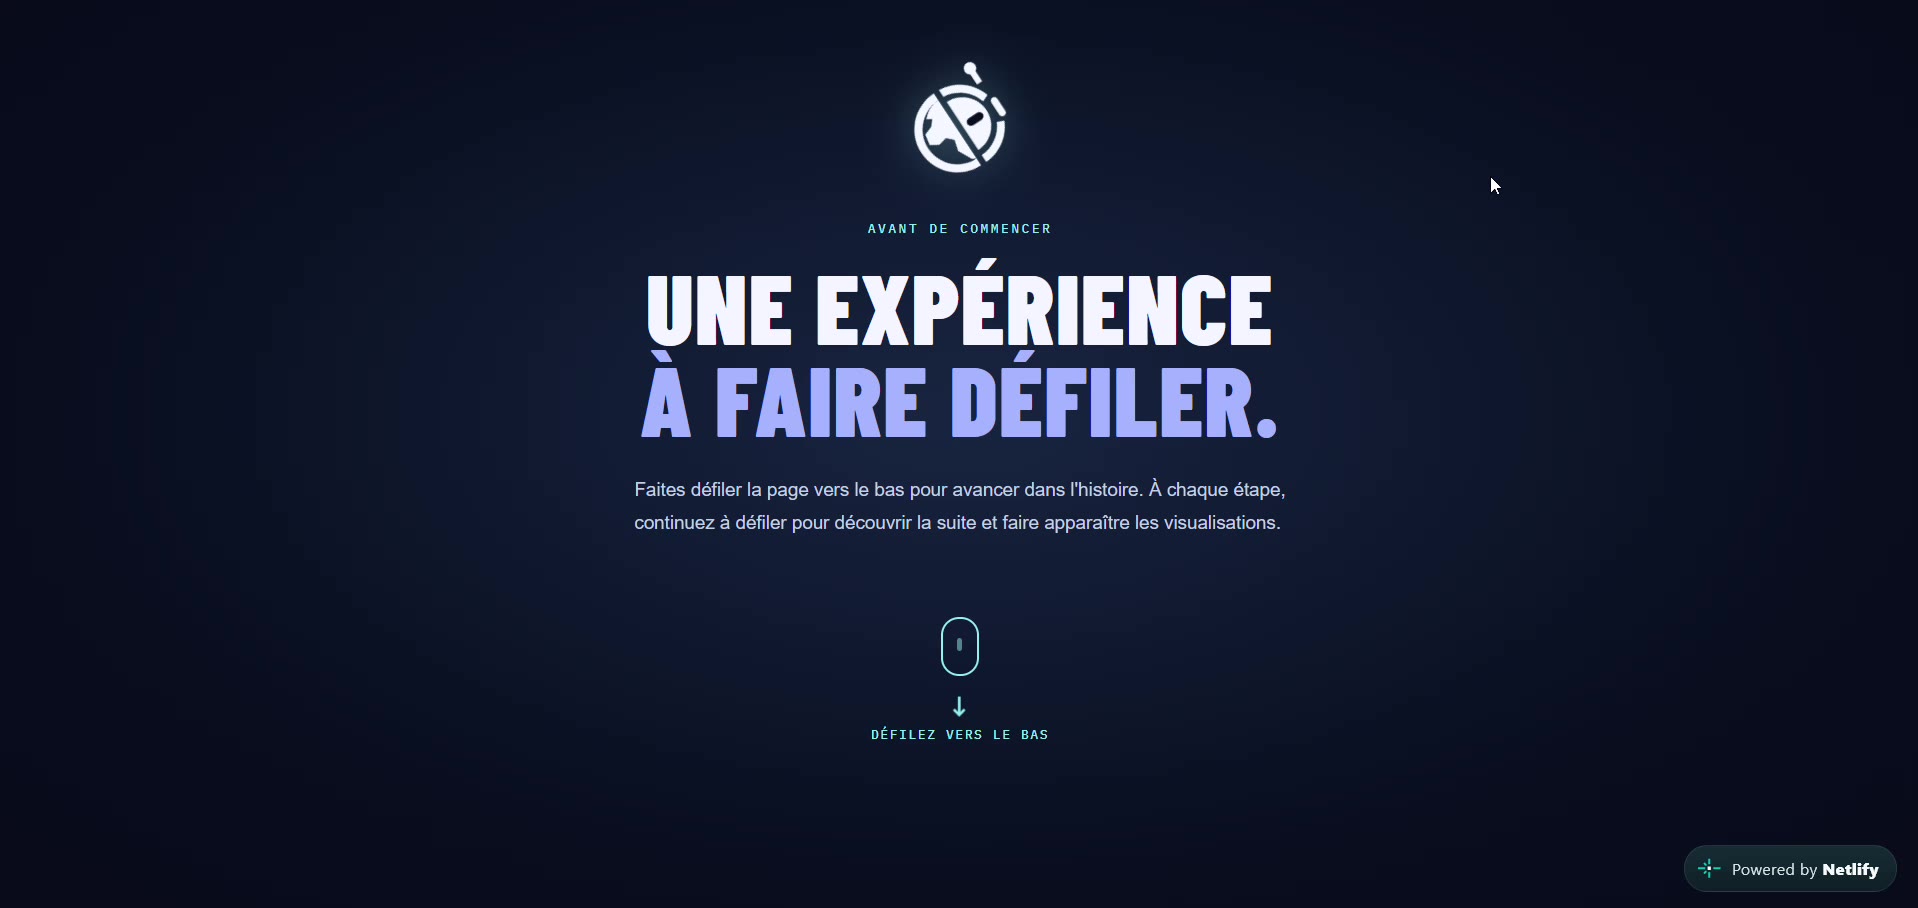 AVANT DE COMMENCER
UNE EXPÉRIENCE
À FAIRE DÉFILER.
Faites défiler la page vers le bas pour avancer dans l'histoire. À chaque étape,
continuez à défiler pour découvrir la suite et faire apparaître les visualisations.
DÉFILEZ VERS LE BAS
Powered by Netlify